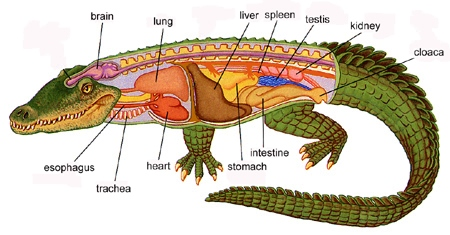 brain
lung
liver
spleen
testis
kidney
cloaca
esophagus
trachea
heart
stomach
intestine